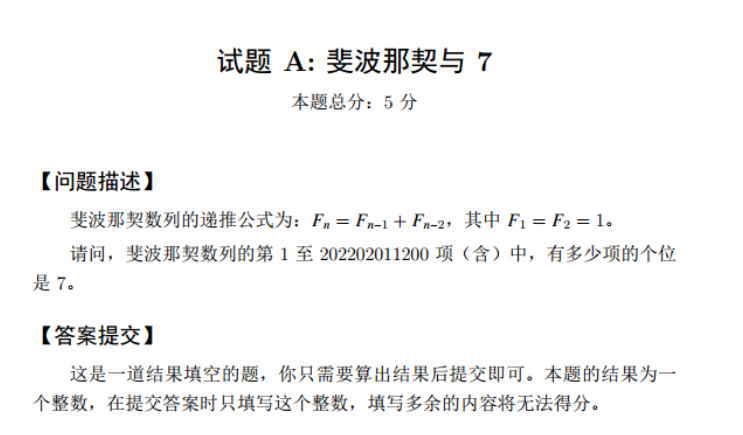 试题 A: 斐波那契与 7
本题总分：5 分
【问题描述】
斐波那契数列的递推公式为：Fn = Fn−1 + Fn−2，其中 F1 = F2 = 1。
请问，斐波那契数列的第 1 至 202202011200 项（含）中，有多少项的个位
是 7。
【答案提交】
这是一道结果填空的题，你只需要算出结果后提交即可。本题的结果为一
个整数，在提交答案时只填写这个整数，填写多余的内容将无法得分。